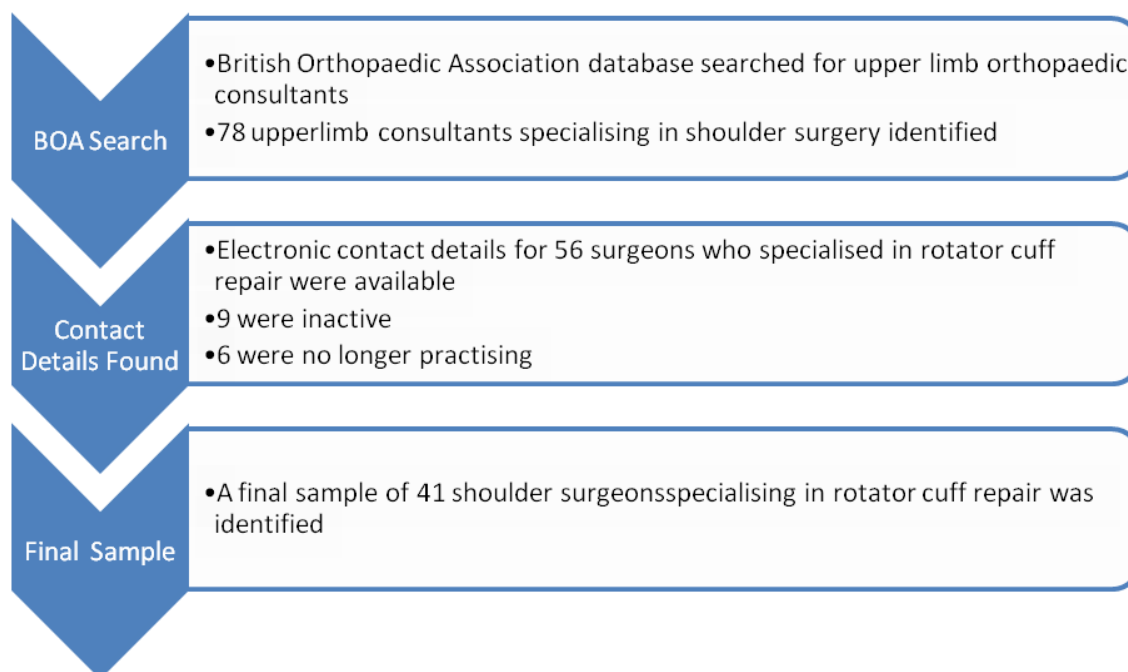 BOA Search
•British Orthopaedic Association database searched for upper limb orthopaedic
consultants
•78 upperlimb consultants specialising in shoulder surgery identified
Contact
Details Found
•Electronic contact details for 56 surgeons who specialised in rotator cuff
repair were available
•9 were inactive
•6 were no longer practising
Final Sample
•A final sample of 41 shoulder surgeonsspecialising in rotator cuff repair was
identified